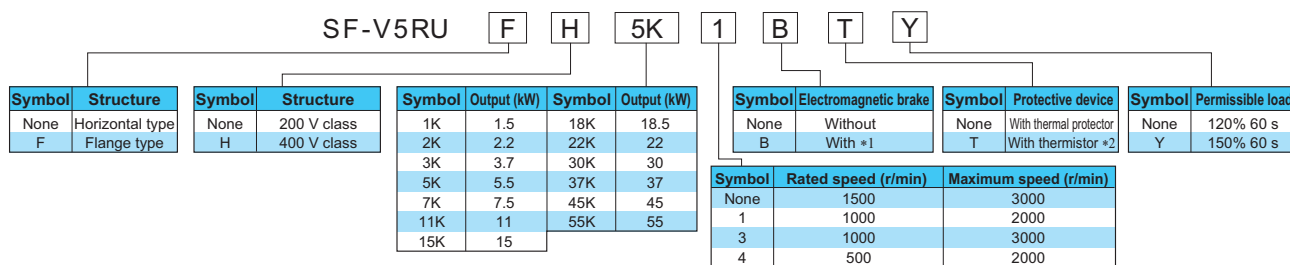 SF-V5RU F H 5K 1 B T Y
Symbol Structure
None Horizontal type
F Flange type
Symbol Structure
None 200 V class
H 400 V class
Symbol Output (kW) Symbol Output (kW)
1K 1.5 18K 18.5
2K 2.2 22K 22
3K 3.7 30K 30
5K 5.5 37K 37
7K 7.5 45K 45
11K 11 55K 55
15K 15
Symbol Electromagnetic brake
None Without
B With *1
Symbol Protective device
None With thermal protector
T With thermistor *2
Symbol Permissible load
None 120% 60 s
Y 150% 60 s
Symbol Rated speed (r/min) Maximum speed (r/min)
None 1500 3000
1 1000 2000
3 1000 3000
4 500 2000